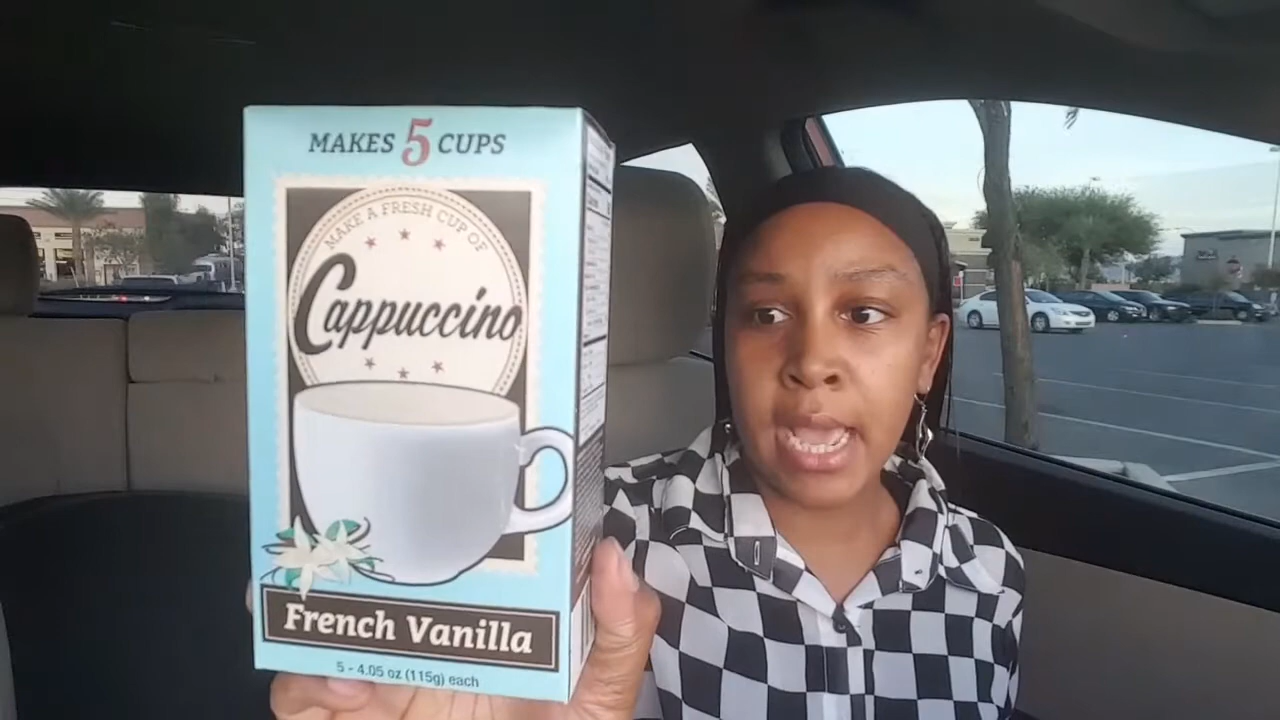 MAKES 5 CUPS
MAKE A FRESH CUP OF
Cappuccino
French Vanilla
5 - 4.05 oz (115g) each